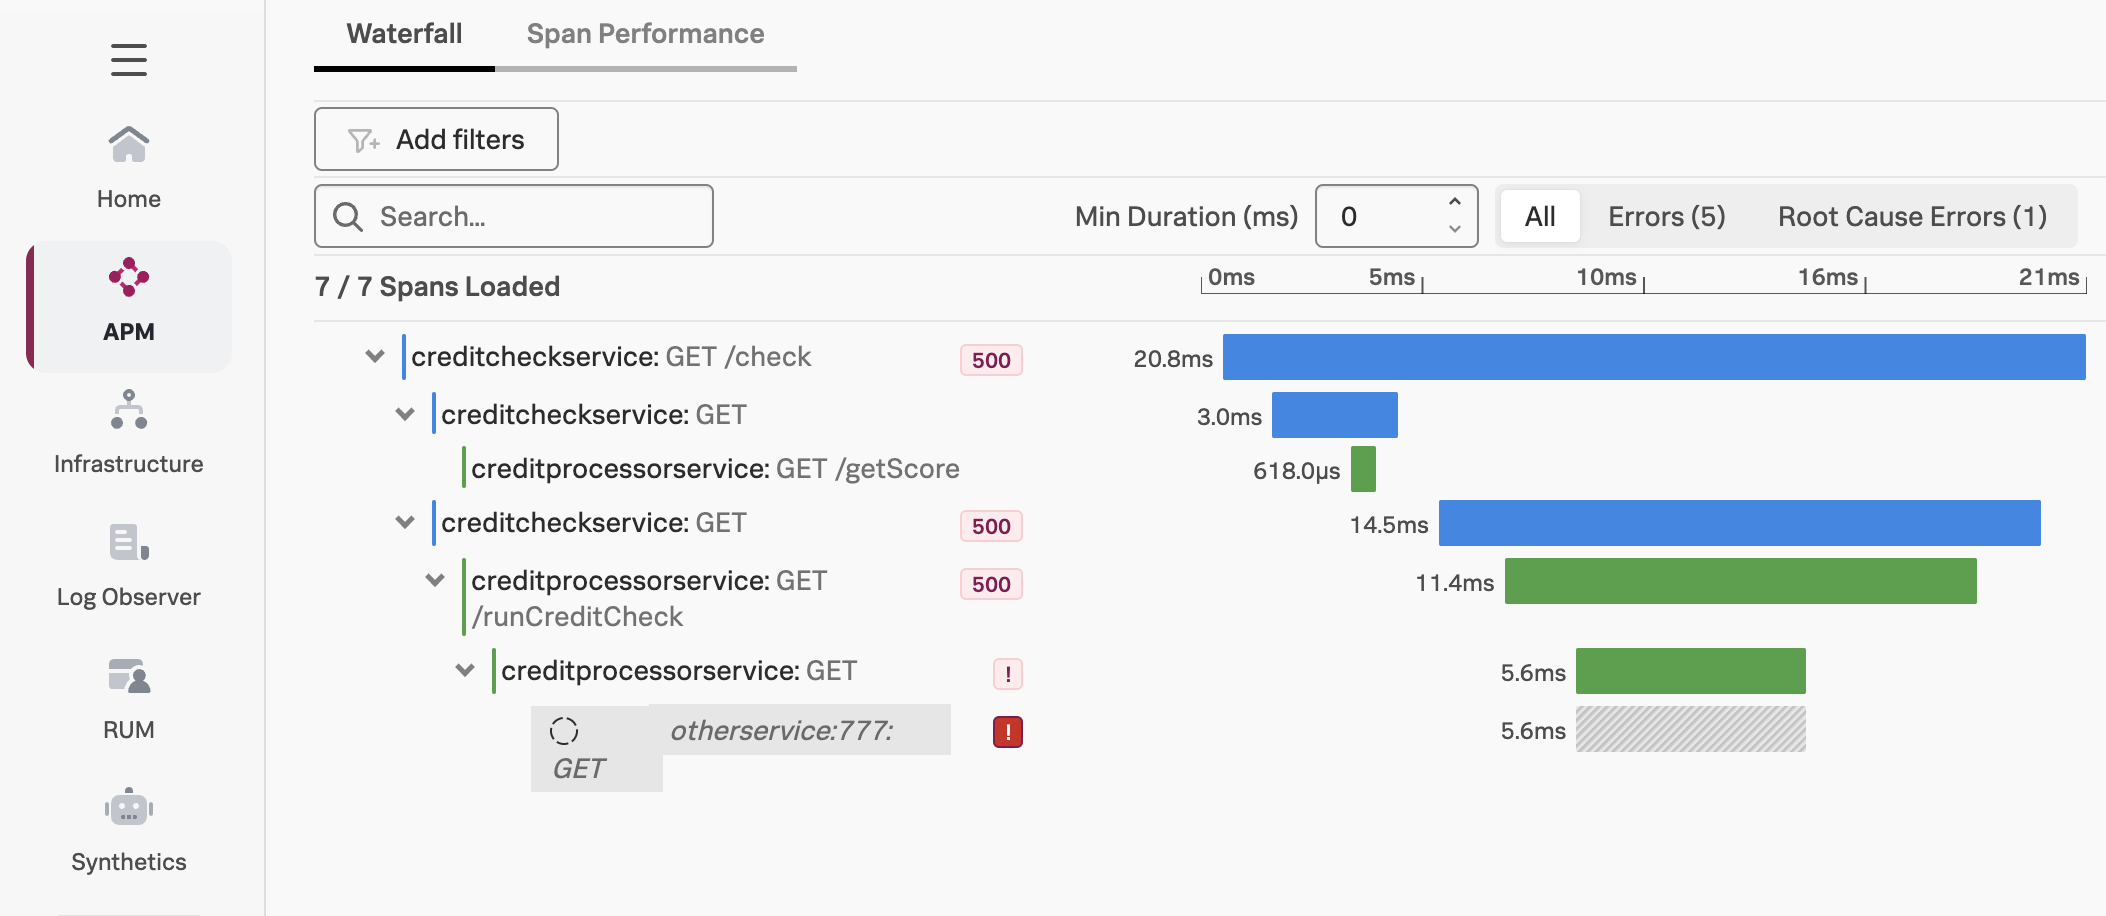 Waterfall
Span Performance
Home
APM
Infrastructure
Log Observer
RUM
Synthetics
Add filters
Search...
Min Duration (ms)
0
All
Errors (5)
Root Cause Errors (1)
7 / 7 Spans Loaded
0ms
5ms
10ms
16ms
21ms
creditcheckservice: GET /check
500
20.8ms
creditcheckservice: GET
3.0ms
creditprocessorservice: GET /getScore
618.0µs
creditcheckservice: GET
500
14.5ms
creditprocessorservice: GET
/runCreditCheck
500
11.4ms
creditprocessorservice: GET
!
5.6ms
otherservice:777:
GET
!
5.6ms